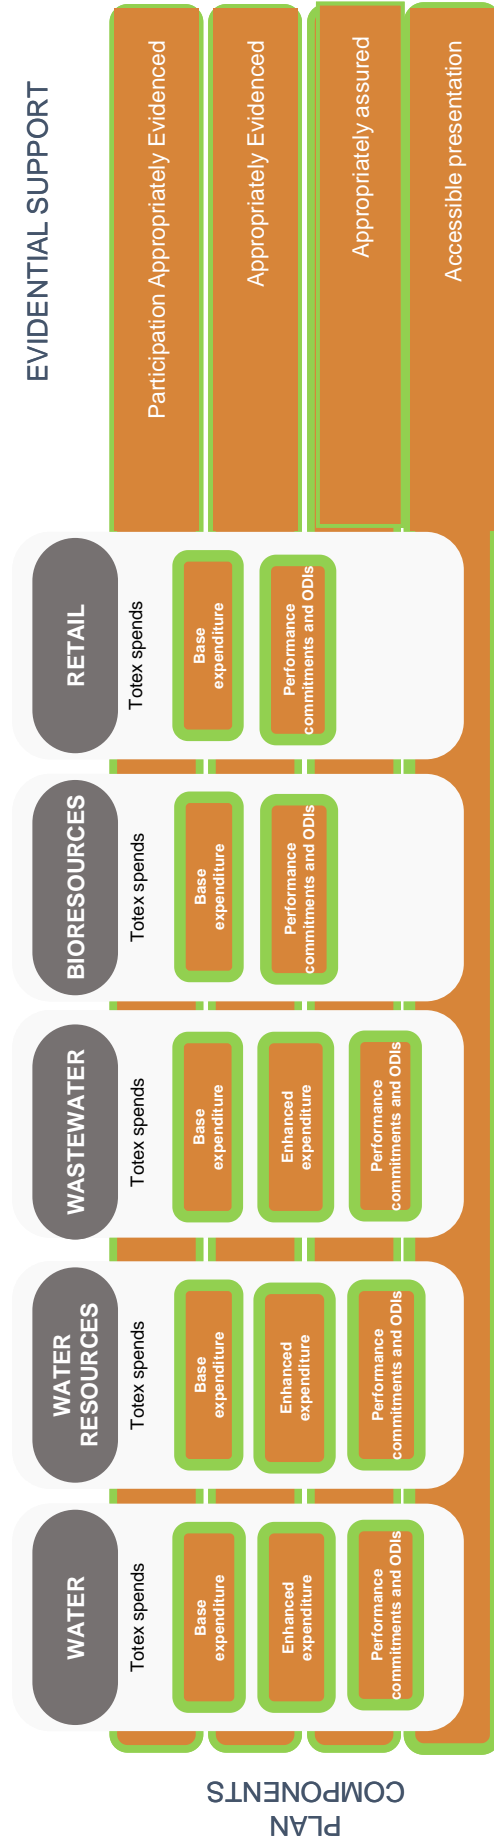 PLAN
COMPONENTS
EVIDENTIAL SUPPORT
WATER
Totex spends
Base
expenditure
Enhanced
expenditure
Performance
commitments and ODIs
WATER
RESOURCES
Totex spends
Base
expenditure
Enhanced
expenditure
Performance
commitments and ODIs
WASTEWATER
Totex spends
Base
expenditure
Enhanced
expenditure
Performance
commitments and ODIs
BIORESOURCES
Totex spends
Base
expenditure
Performance
commitments and ODIs
RETAIL
Totex spends
Base
expenditure
Performance
commitments and ODIs
Participation Appropriately Evidenced
Appropriately Evidenced
Appropriately assured
Accessible presentation